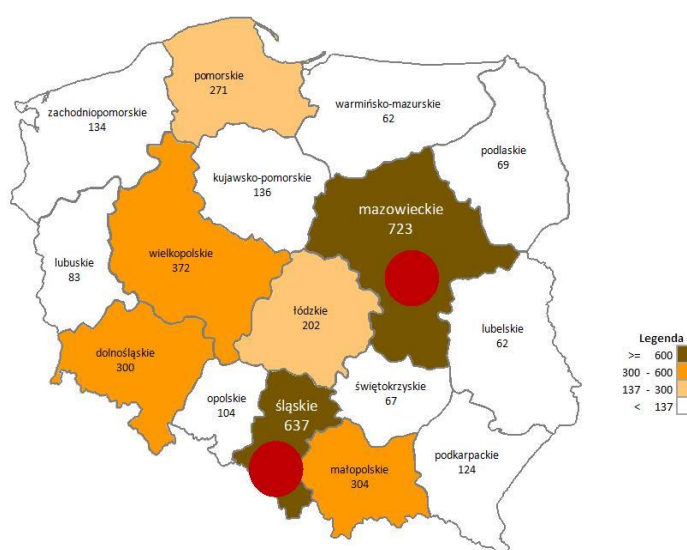 pomorskie
271
zachodniopomorskie
134
warmińsko-mazurskie
62
podlaskie
69
kujawsko-pomorskie
136
mazowieckie
723
wielkopolskie
372
lubuskie
83
łódzkie
202
lubelskie
62
dolnośląskie
300
opolskie
104
śląskie
637
świętokrzyskie
67
małopolskie
304
podkarpackie
124
Legenda
>= 600
300 - 600
137 - 300
< 137